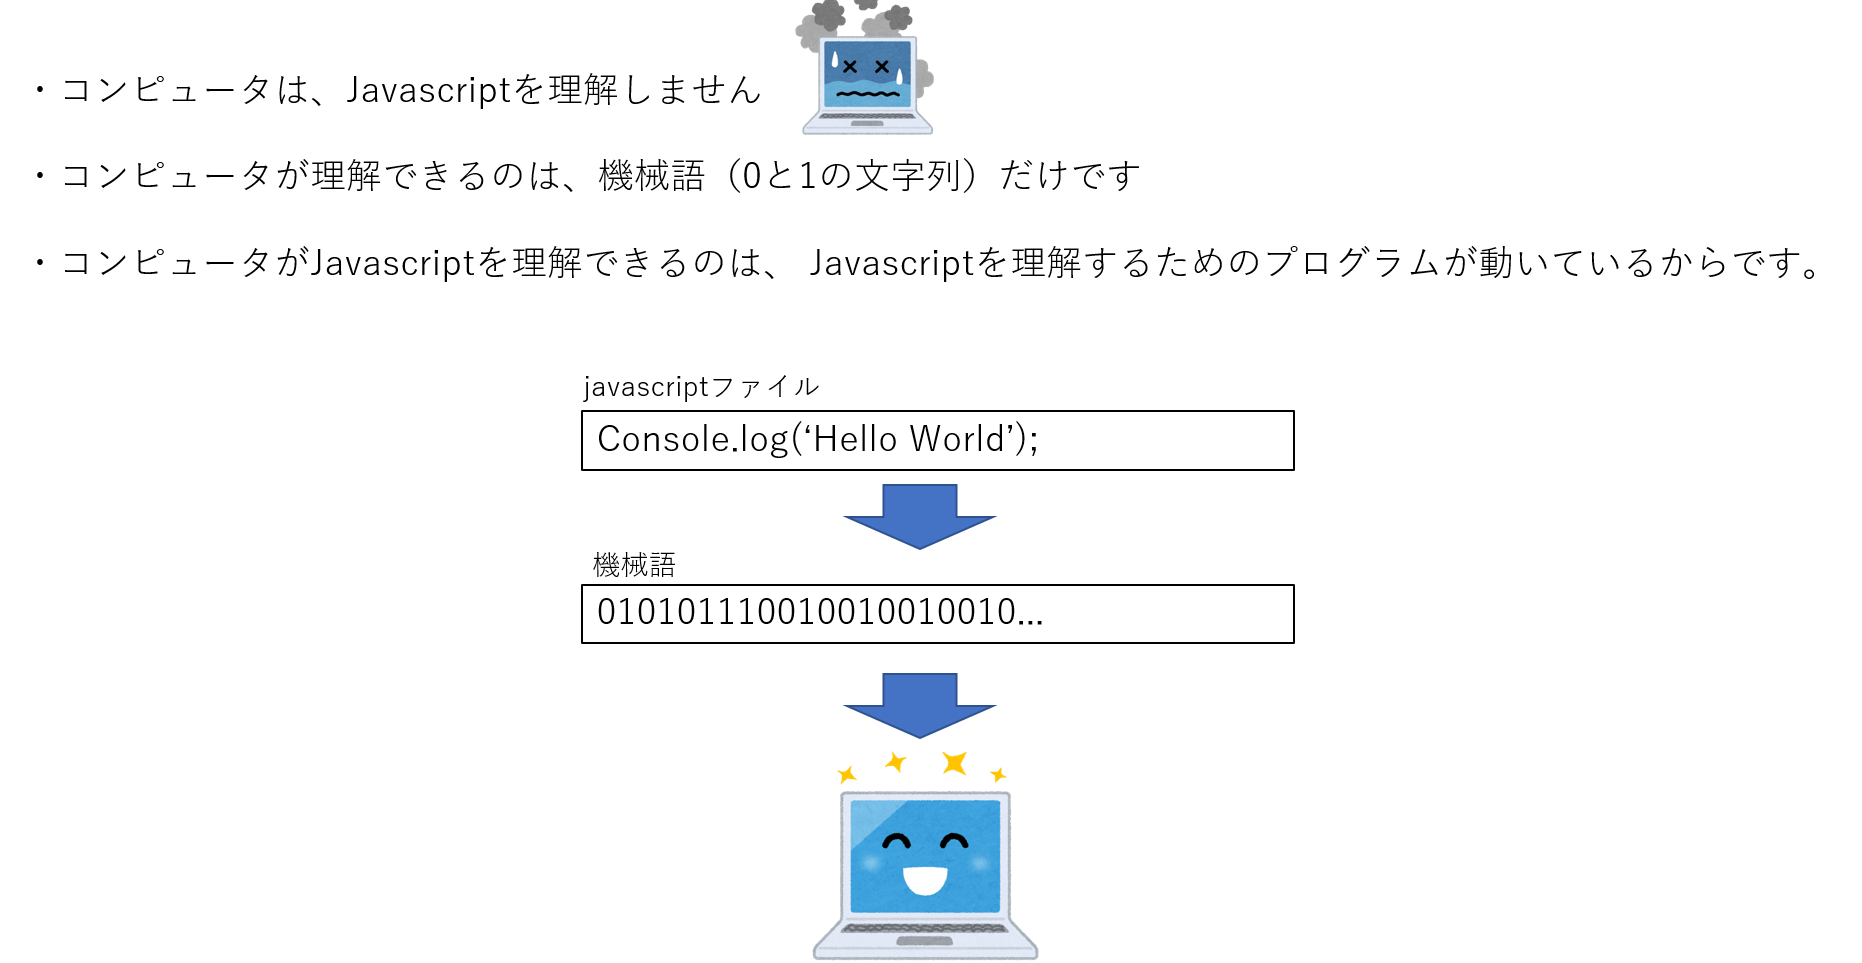 ・コンピュータは、Javascriptを理解しません
・コンピュータが理解できるのは、機械語（0と1の文字列）だけです
・コンピュータがJavascriptを理解できるのは、 Javascriptを理解するためのプログラムが動いているからです。
javascriptファイル
Console.log(‘Hello World’);
機械語
010101110010010010010...